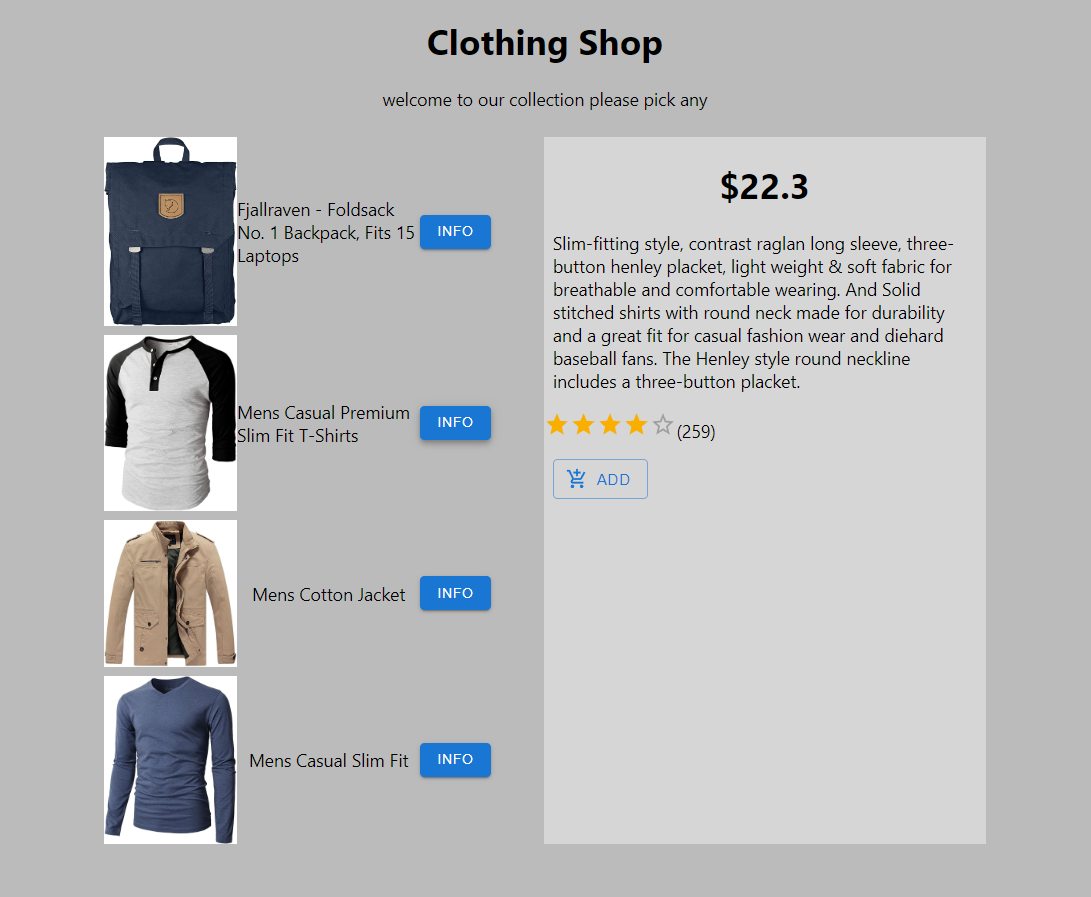 Clothing Shop
welcome to our collection please pick any
Fjallraven - Foldsack
No. 1 Backpack, Fits 15
Laptops
INFO
Mens Casual Premium
Slim Fit T-Shirts
INFO
Mens Cotton Jacket
INFO
Mens Casual Slim Fit
INFO
$22.3
Slim-fitting style, contrast raglan long sleeve, three-
button henley placket, light weight & soft fabric for
breathable and comfortable wearing. And Solid
stitched shirts with round neck made for durability
and a great fit for casual fashion wear and diehard
baseball fans. The Henley style round neckline
includes a three-button placket.
(259)
ADD